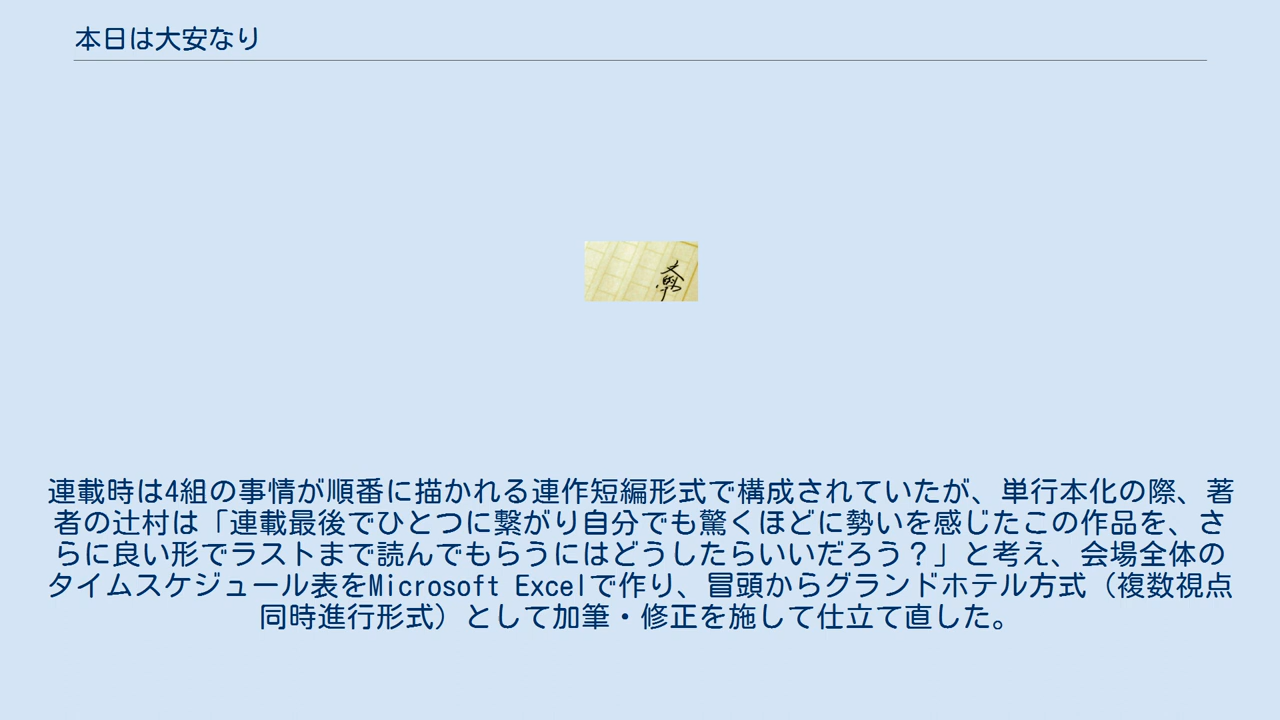 本日は大安なり
連載時は4組の事情が順番に描かれる連作短編形式で構成されていたが、単行本化の際、著
者の辻村は「連載最後でひとつに繋がり自分でも驚くほどに勢いを感じたこの作品を、さ
らに良い形でラストまで読んでもらうにはどうしたらいいだろう？」と考え、会場全体の
タイムスケジュール表をMicrosoft Excelで作り、冒頭からグランドホテル方式（複数視点
同時進行形式）として加筆・修正を施して仕立て直した。